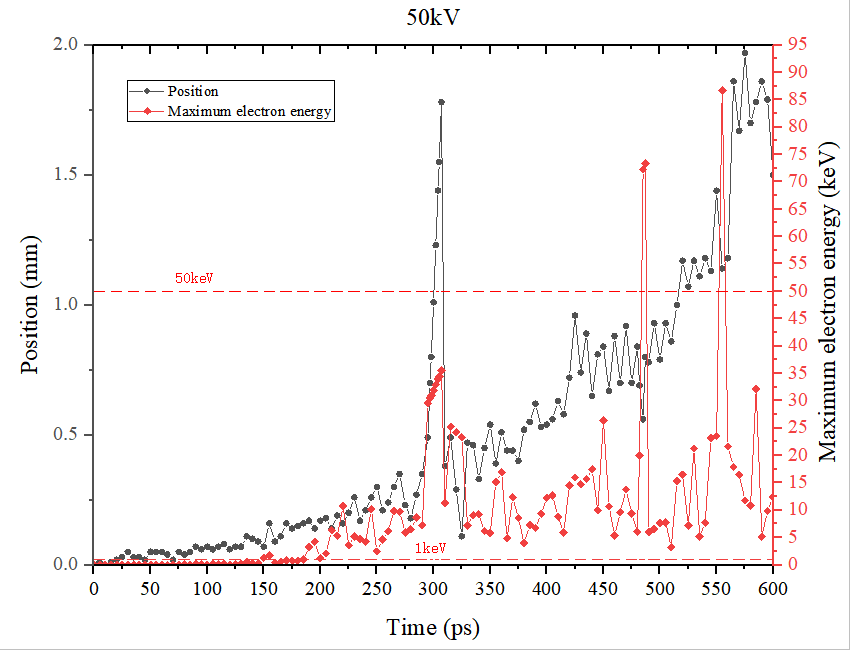 50kV
Position
Maximum electron energy
50keV
1keV
2.0
1.5
1.0
0.5
0.0
Position (mm)
95
90
85
80
75
70
65
60
55
50
45
40
35
30
25
20
15
10
5
0
Maximum electron energy (keV)
0 50 100 150 200 250 300 350 400 450 500 550 600
Time (ps)